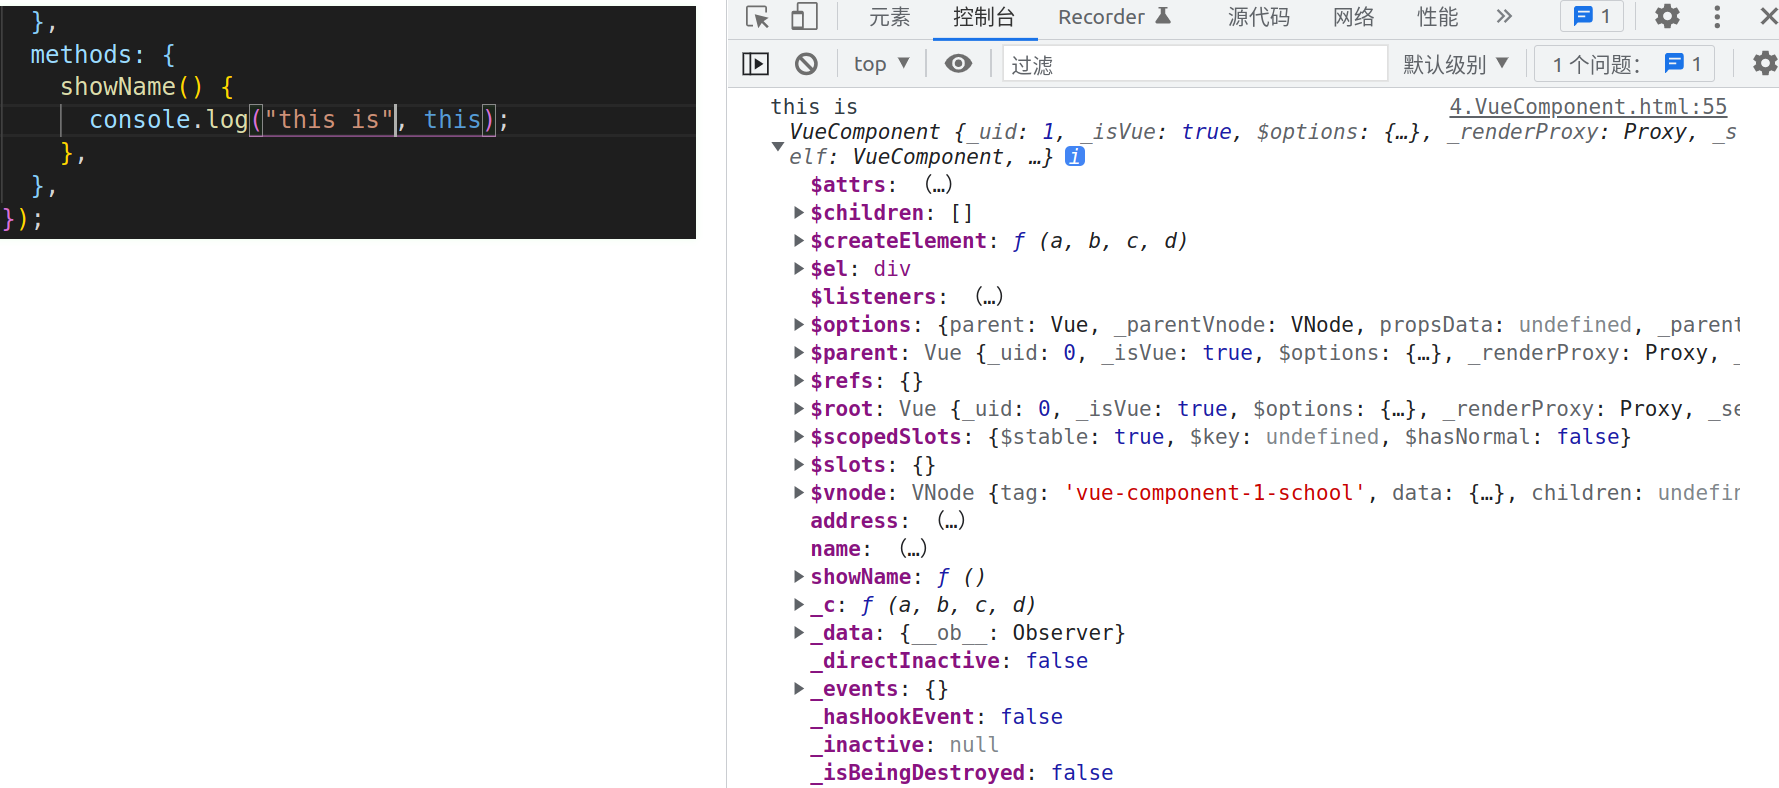 },
methods: {
showName() {
console.log("this is", this);
},
},
});
元素 控制台 Recorder 源代码 网络 性能 » 1
top ▼ 过滤 默认级别 ▼ 1 个问题: 1
this is 4.VueComponent.html:55
VueComponent {_uid: 1, _isVue: true, $options: {…}, _renderProxy: Proxy, _s
elf: VueComponent, …} i
$attrs: (…)
$children: []
$createElement: ƒ (a, b, c, d)
$el: div
$listeners: (…)
$options: {parent: Vue, _parentVnode: VNode, propsData: undefined, _parent
$parent: Vue {_uid: 0, _isVue: true, $options: {…}, _renderProxy: Proxy, _
$refs: {}
$root: Vue {_uid: 0, _isVue: true, $options: {…}, _renderProxy: Proxy, _se
$scopedSlots: {$stable: true, $key: undefined, $hasNormal: false}
$slots: {}
$vnode: VNode {tag: 'vue-component-1-school', data: {…}, children: undefin
address: (…)
name: (…)
showName: ƒ ()
_c: ƒ (a, b, c, d)
_data: {__ob__: Observer}
_directInactive: false
_events: {}
_hasHookEvent: false
_inactive: null
_isBeingDestroyed: false